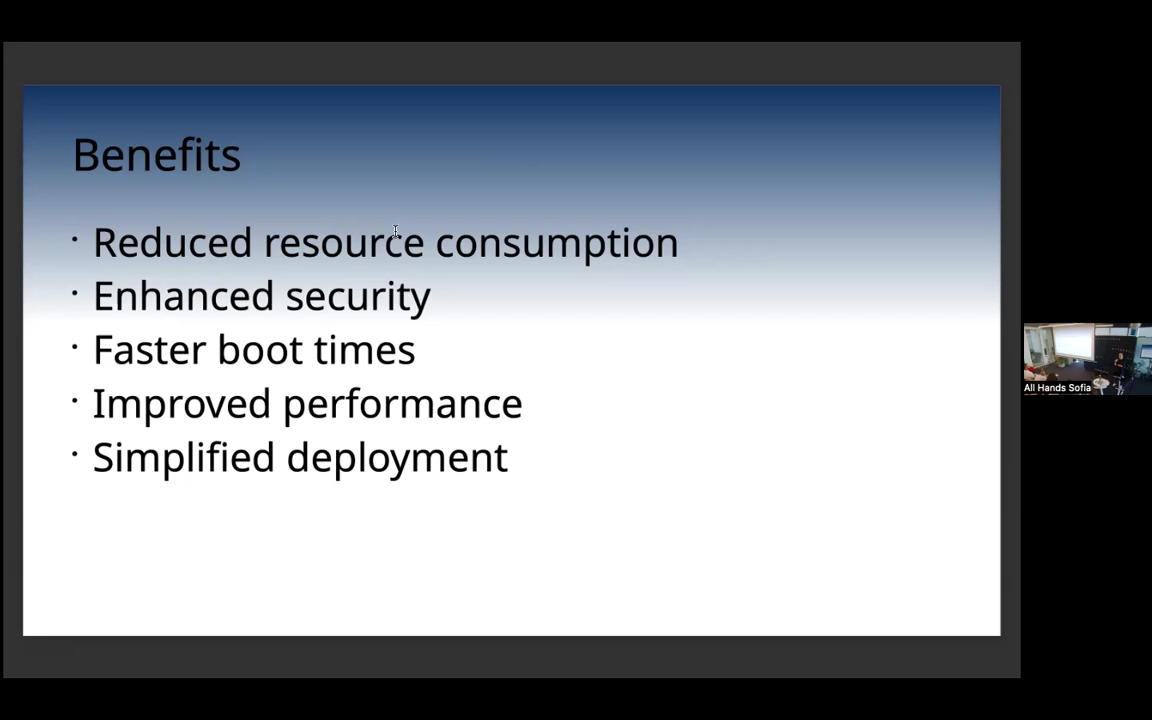 Benefits
· Reduced resource consumption
· Enhanced security
· Faster boot times
· Improved performance
· Simplified deployment
All Hands Sofia